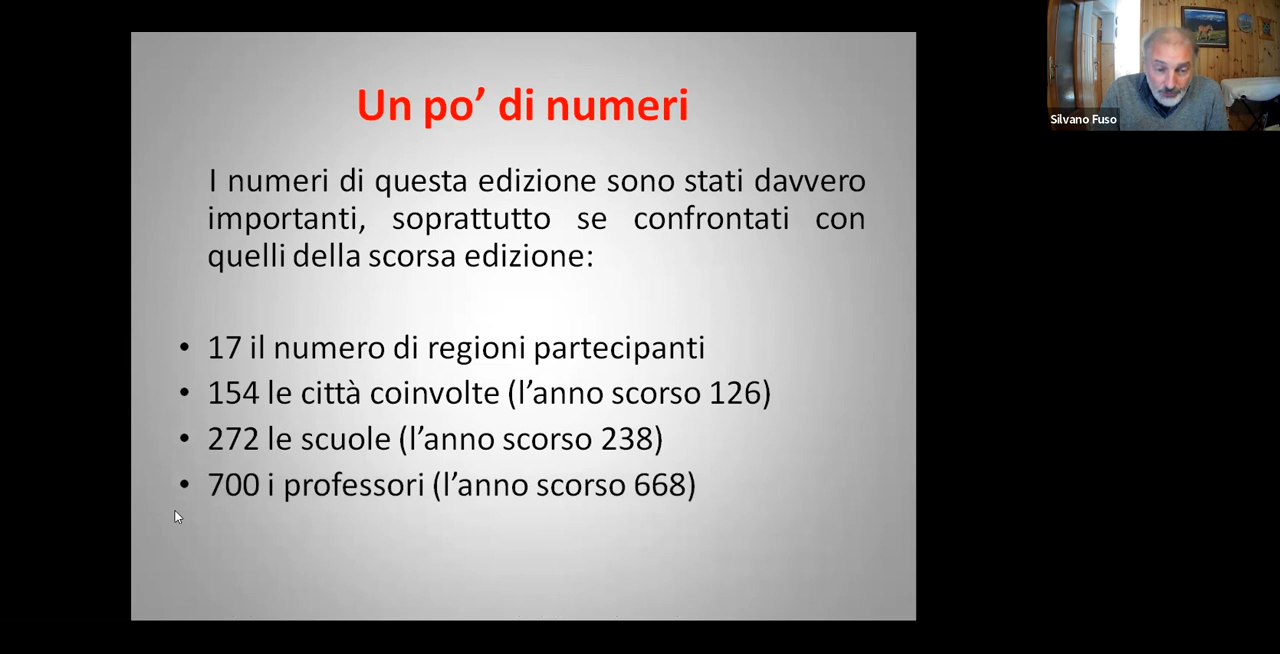 Un po’ di numeri
I numeri di questa edizione sono stati davvero
importanti, soprattutto se confrontati con
quelli della scorsa edizione:
• 17 il numero di regioni partecipanti
• 154 le città coinvolte (l’anno scorso 126)
• 272 le scuole (l’anno scorso 238)
• 700 i professori (l’anno scorso 668)
Silvano Fuso